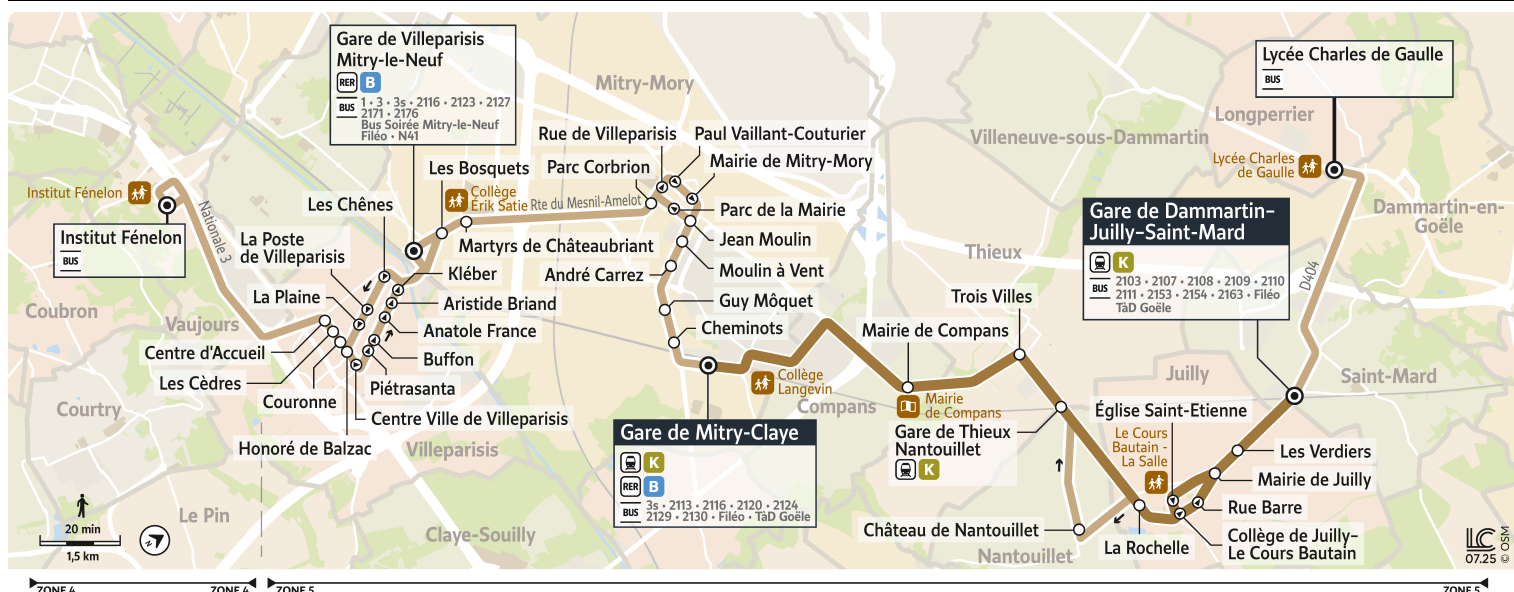 Gare de Villeparisis
Mitry-le-Neuf
RER B
BUS
1 • 3 • 3s • 2116 • 2123 • 2127
2171 • 2176
Bus Soirée Mitry-le-Neuf
Filéo • N41
Lycée Charles de Gaulle
BUS
Mitry-Mory
Longperrier
Villeneuve-sous-Dammartin
Rue de Villeparisis
Paul Vaillant-Couturier
Les Bosquets
Parc Corbrion
Mairie de Mitry-Mory
Lycée Charles
de Gaulle
Institut Fénelon
Collège
Érik Satie
Rte du Mesnil-Amelot
Les Chênes
Parc de la Mairie
Gare de Dammartin-
Juilly-Saint-Mard
K
BUS
2103 • 2107 • 2108 • 2109 • 2110
2111 • 2153 • 2154 • 2163 • Filéo
TàD Goële
Dammartin-en-
Goële
Nationale 3
Institut Fénelon
BUS
La Poste
de Villeparisis
Martyrs de Châteaubriant
Jean Moulin
Thieux
Kléber
André Carrez
Moulin à Vent
D404
La Plaine
Aristide Briand
Guy Môquet
Trois Villes
Coubron
Vaujours
Anatole France
Cheminots
Mairie de Compans
Centre d'Accueil
Buffon
Les Cèdres
Piétrasanta
Collège
Langevin
Juilly
Saint-Mard
Couronne
Compans
Mairie
de Compans
Courtry
Centre Ville de Villeparisis
Église Saint-Etienne
Gare de Mitry-Claye
K
RER B
BUS
3s • 2113 • 2116 • 2120 • 2124
2129 • 2130 • Filéo • TàD Goële
Gare de Thieux
Nantouillet
K
Le Cours
Bautain -
La Salle
Honoré de Balzac
Villeparisis
Les Verdiers
Mairie de Juilly
Rue Barre
Le Pin
20 min
1,5 km
Claye-Souilly
Château de Nantouillet
La Rochelle
Collège de Juilly-
Le Cours Bautain
Nantouillet
LC
07.25
© OSM
ZONE 4
ZONE 4
ZONE 5
ZONE 5